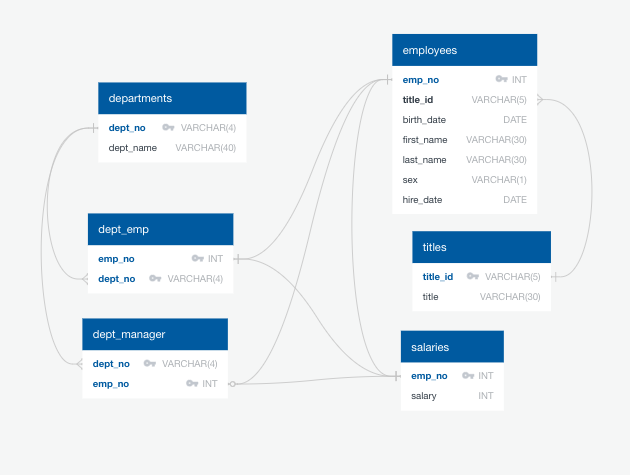 departments
dept_no VARCHAR(4)
dept_name VARCHAR(40)
dept_emp
emp_no INT
dept_no VARCHAR(4)
dept_manager
dept_no VARCHAR(4)
emp_no INT
employees
emp_no INT
title_id VARCHAR(5)
birth_date DATE
first_name VARCHAR(30)
last_name VARCHAR(30)
sex VARCHAR(1)
hire_date DATE
titles
title_id VARCHAR(5)
title VARCHAR(30)
salaries
emp_no INT
salary INT